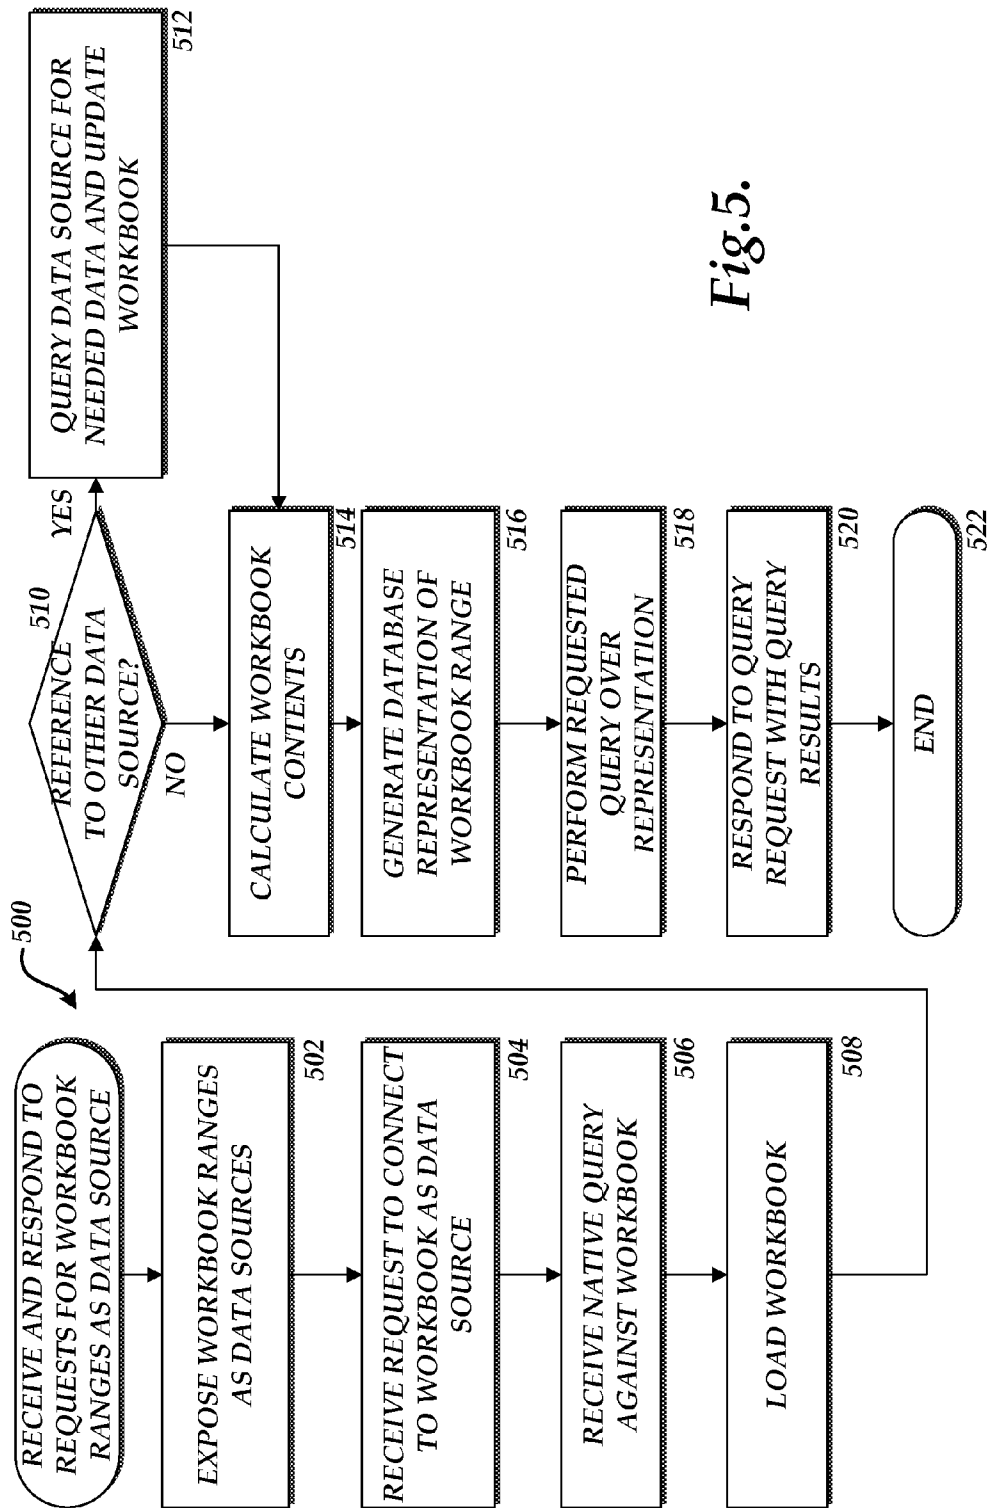 500
RECEIVE AND RESPOND TO
REQUESTS FOR WORKBOOK
RANGES AS DATA SOURCE
EXPOSE WORKBOOK RANGES
AS DATA SOURCES
502
RECEIVE REQUEST TO CONNECT
TO WORKBOOK AS DATA
SOURCE
504
RECEIVE NATIVE QUERY
AGAINST WORKBOOK
506
LOAD WORKBOOK
508
510
REFERENCE
TO OTHER DATA
SOURCE?
YES
NO
QUERY DATA SOURCE FOR
NEEDED DATA AND UPDATE
WORKBOOK
512
CALCULATE WORKBOOK
CONTENTS
514
GENERATE DATABASE
REPRESENTATION OF
WORKBOOK RANGE
516
PERFORM REQUESTED
QUERY OVER
REPRESENTATION
518
RESPOND TO QUERY
REQUEST WITH QUERY
RESULTS
520
END
522
Fig.5.